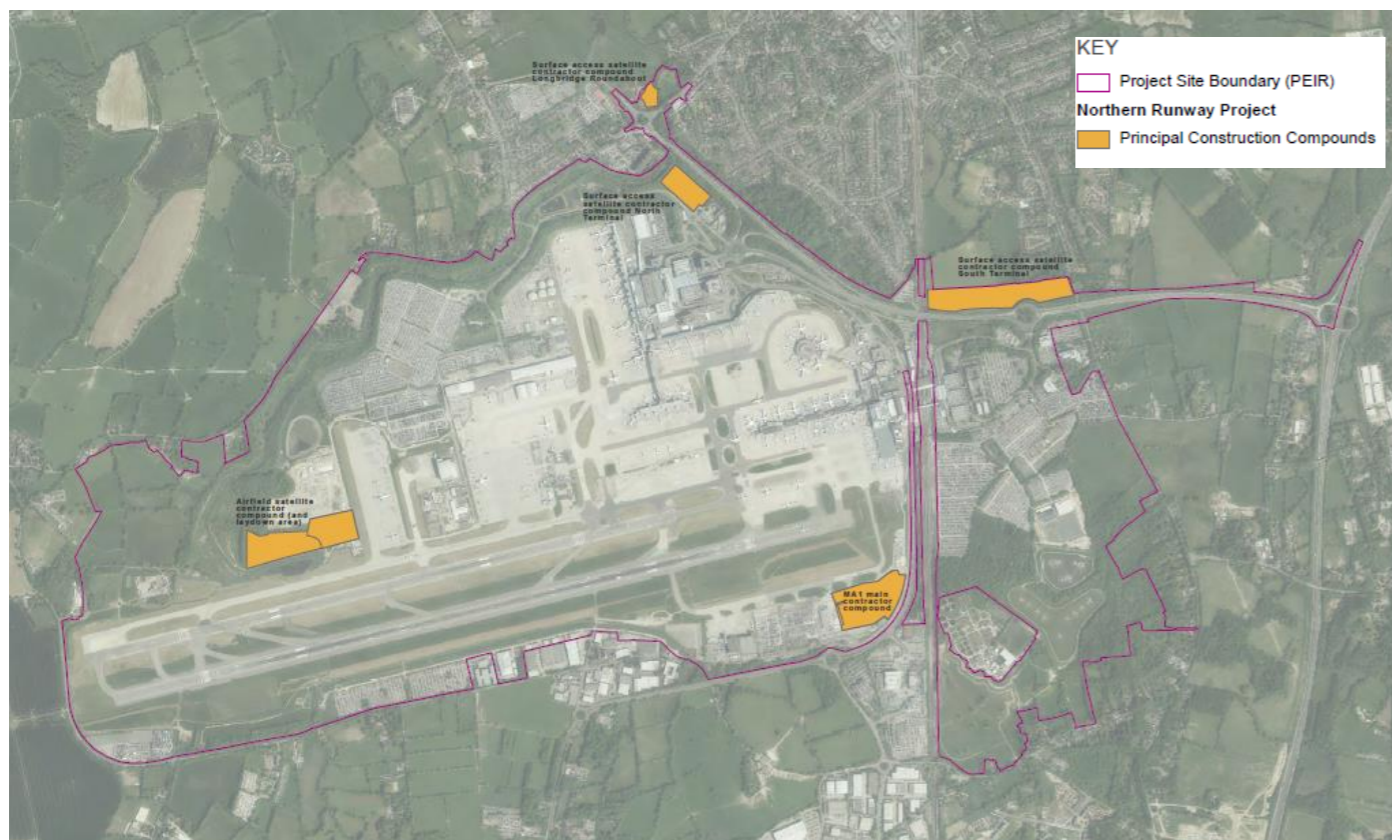 Surface access satellite
contractor compound
Longbridge Roundabout
KEY
Project Site Boundary (PEIR)
Northern Runway Project
Principal Construction Compounds
Surface access
satellite contractor
compound North
Terminal
Surface access satellite
contractor compound
South Terminal
Airfield satellite
contractor
compound (and
laydown area)
MA1 main
contractor
compound